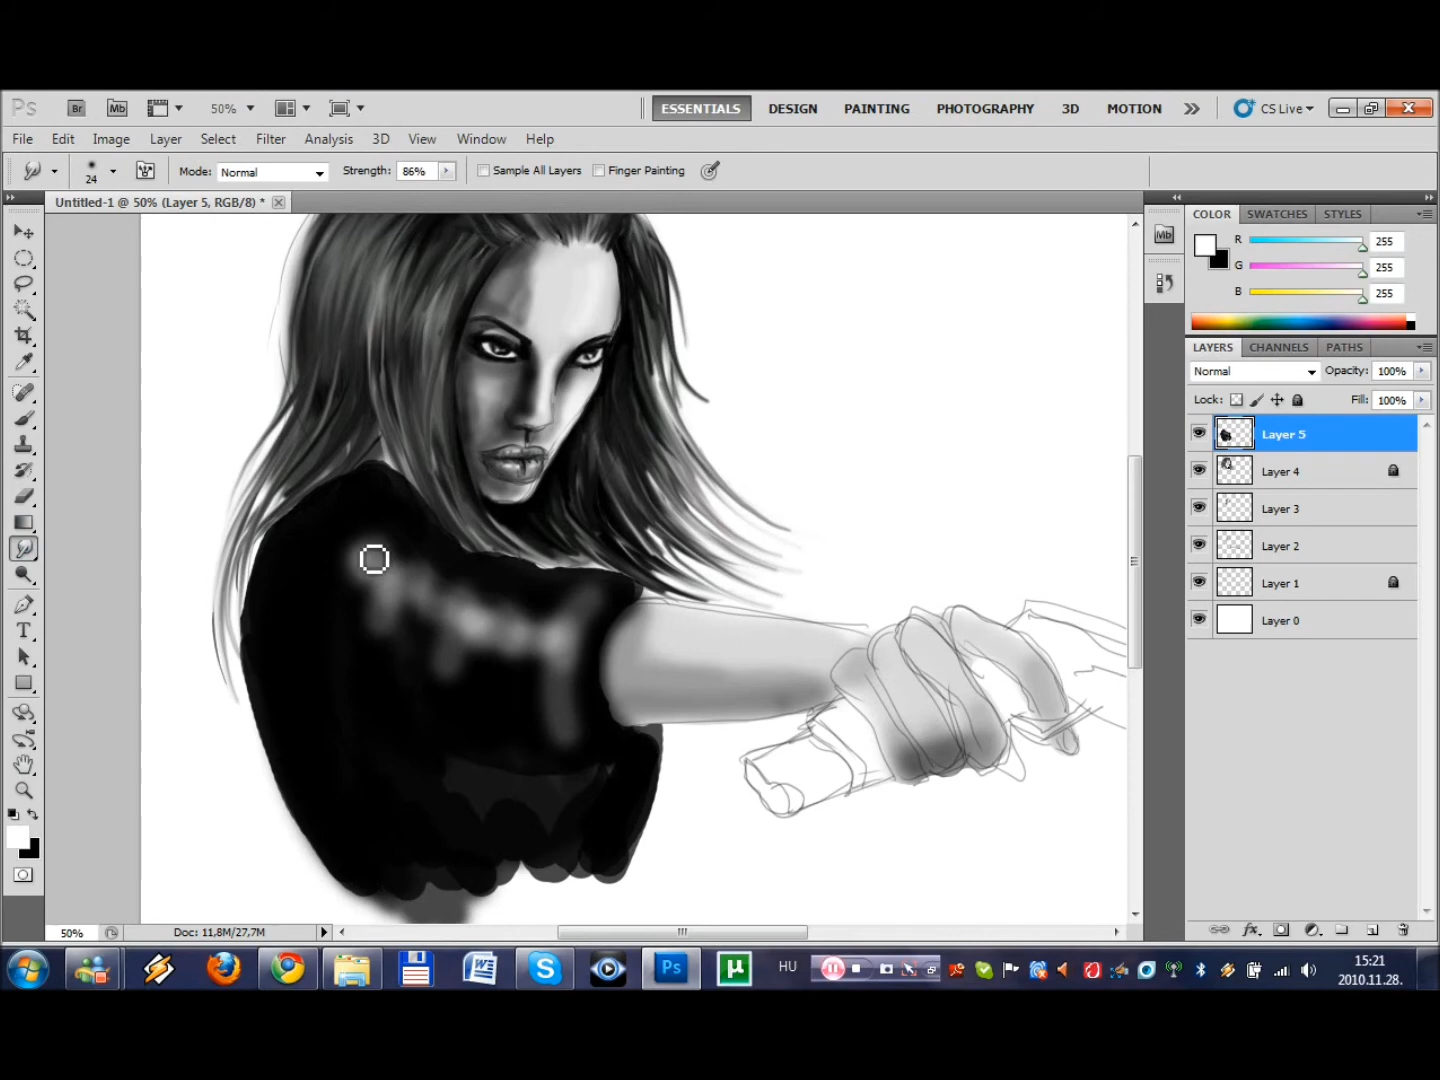 Ps Br Mb 50% ESSENTIALS DESIGN PAINTING PHOTOGRAPHY 3D MOTION CS Live
File Edit Image Layer Select Filter Analysis 3D View Window Help
24 Mode: Normal Strength: 86% Sample All Layers Finger Painting
Untitled-1 @ 50% (Layer 5, RGB/8) *
COLOR SWATCHES STYLES
Mb
R 255
G 255
B 255
LAYERS CHANNELS PATHS
Normal Opacity: 100%
Lock: Fill: 100%
Layer 5
Layer 4
Layer 3
Layer 2
Layer 1
Layer 0
T
fx
50% Doc: 11,8M/27,7M
W S Ps µ HU
15:21
2010.11.28.